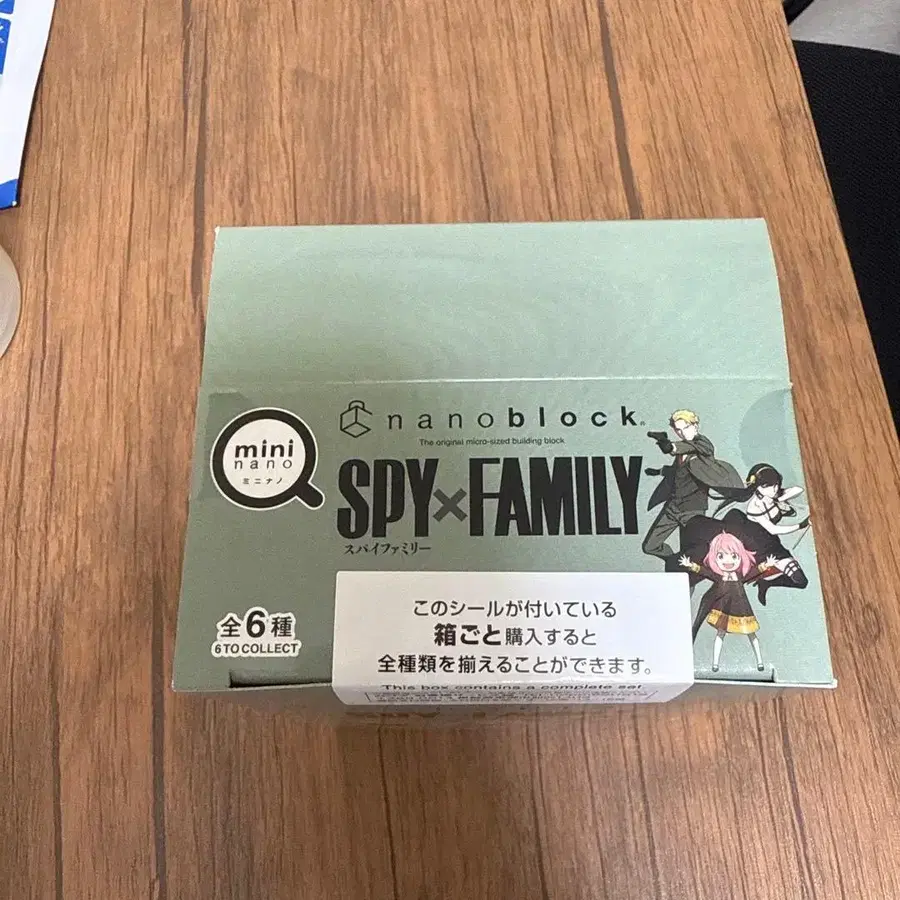 nanoblock®
The original micro-sized building block
mini
nano
ミニナノ
SPY×FAMILY
スパイファミリー
全6種
6 TO COLLECT
このシールが付いている
箱ごと購入すると
全種類を揃えることができます。
This box contains a complete set